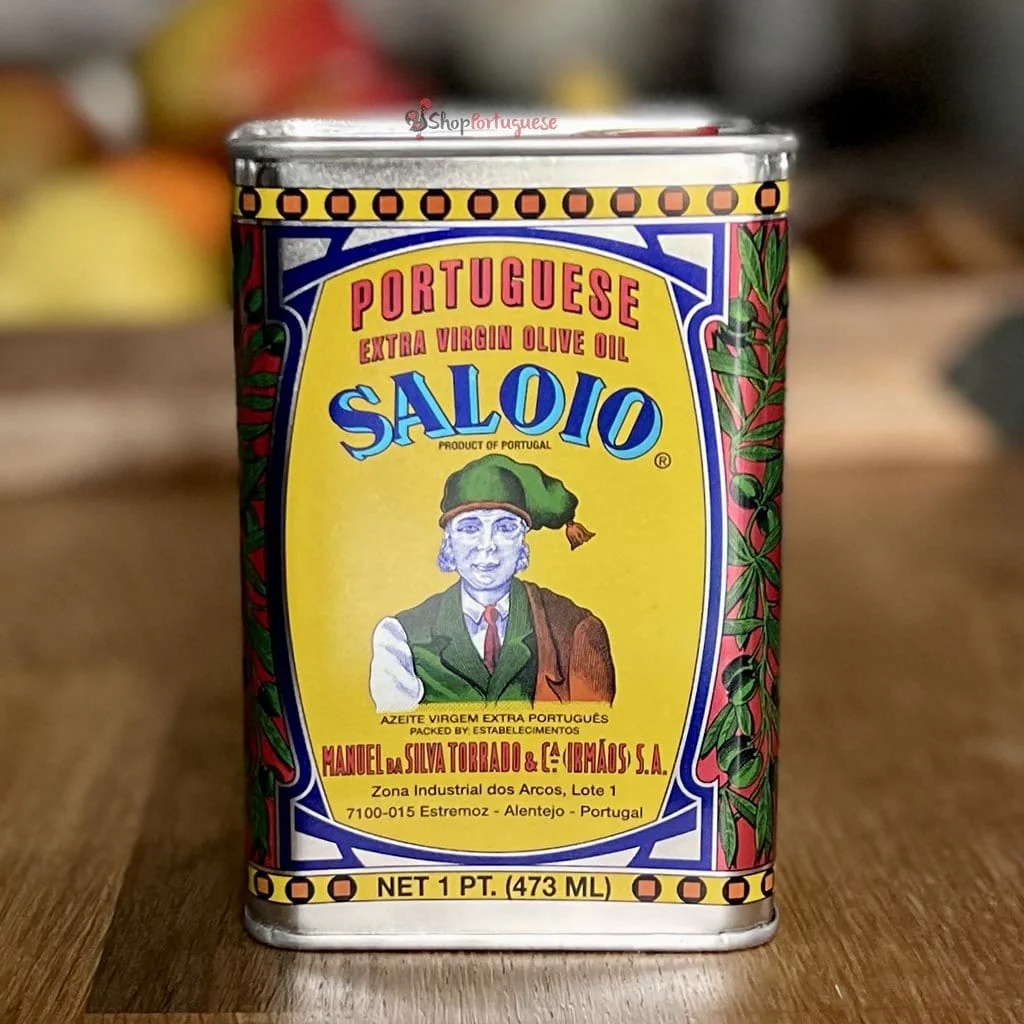 ShopPortuguese
PORTUGUESE
EXTRA VIRGIN OLIVE OIL
SALOIO
PRODUCT OF PORTUGAL
®
AZEITE VIRGEM EXTRA PORTUGUÊS
PACKED BY: ESTABELECIMENTOS
MANUEL DA SILVA TORRADO & Cª (IRMÃOS) S.A.
Zona Industrial dos Arcos, Lote 1
7100-015 Estremoz - Alentejo - Portugal
NET 1 PT. (473 ML)